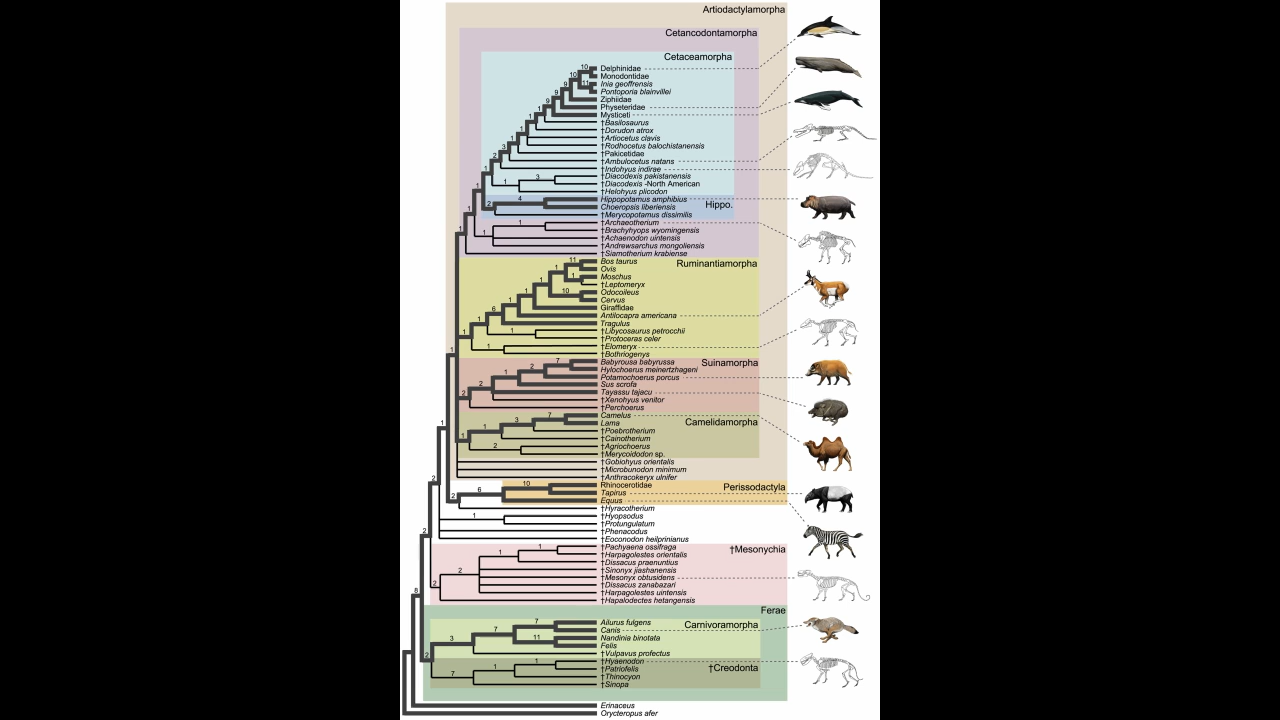 Artiodactylamorpha
Cetancodontamorpha
Cetaceamorpha
Delphinidae
Monodontidae
Inia geoffrensis
Pontoporia blainvillei
Ziphiidae
Physeteridae
Mysticeti
†Basilosaurus
†Dorudon atrox
†Artiocetus clavis
†Rodhocetus balochistanensis
†Pakicetidae
†Ambulocetus natans
†Indohyus indirae
†Diacodexis pakistanensis
†Diacodexis -North American
†Helohyus plicodon
Hippopotamus amphibius
Choeropsis liberiensis
Hippo.
†Merycopotamus dissimilis
†Archaeotherium
†Brachyhyops wyomingensis
†Achaenodon uintensis
†Andrewsarchus mongoliensis
†Siamotherium krabiense
Bos taurus
Ruminantiamorpha
Ovis
Moschus
†Leptomeryx
Odocoileus
Cervus
Giraffidae
Antilocapra americana
Tragulus
†Libycosaurus petrocchii
†Protoceras celer
†Elomeryx
†Bothriogenys
Babyrousa babyrussa
Suinamorpha
Hylochoerus meinertzhageni
Potamochoerus porcus
Sus scrofa
Tayassu tajacu
†Xenohyus venitor
†Perchoerus
Camelus
Lama
Camelidamorpha
†Poebrotherium
†Cainotherium
†Agriochoerus
†Merycoidodon sp.
†Gobiohyus orientalis
†Microbunodon minimum
†Anthracokeryx ulnifer
Rhinocerotidae
Perissodactyla
Tapirus
Equus
†Hyracotherium
†Hyopsodus
†Protungulatum
†Phenacodus
†Eoconodon heilprinianus
†Pachyaena ossifraga
†Mesonychia
†Harpagolestes orientalis
†Dissacus praenuntius
†Sinonyx jiashanensis
†Mesonyx obtusidens
†Dissacus zanabazari
†Harpagolestes uintensis
†Hapalodectes hetangensis
Ferae
Ailurus fulgens
Carnivoramorpha
Canis
Nandinia binotata
Felis
†Vulpavus profectus
†Hyaenodon
†Patriofelis
†Creodonta
†Thinocyon
†Sinopa
Erinaceus
Orycteropus afer